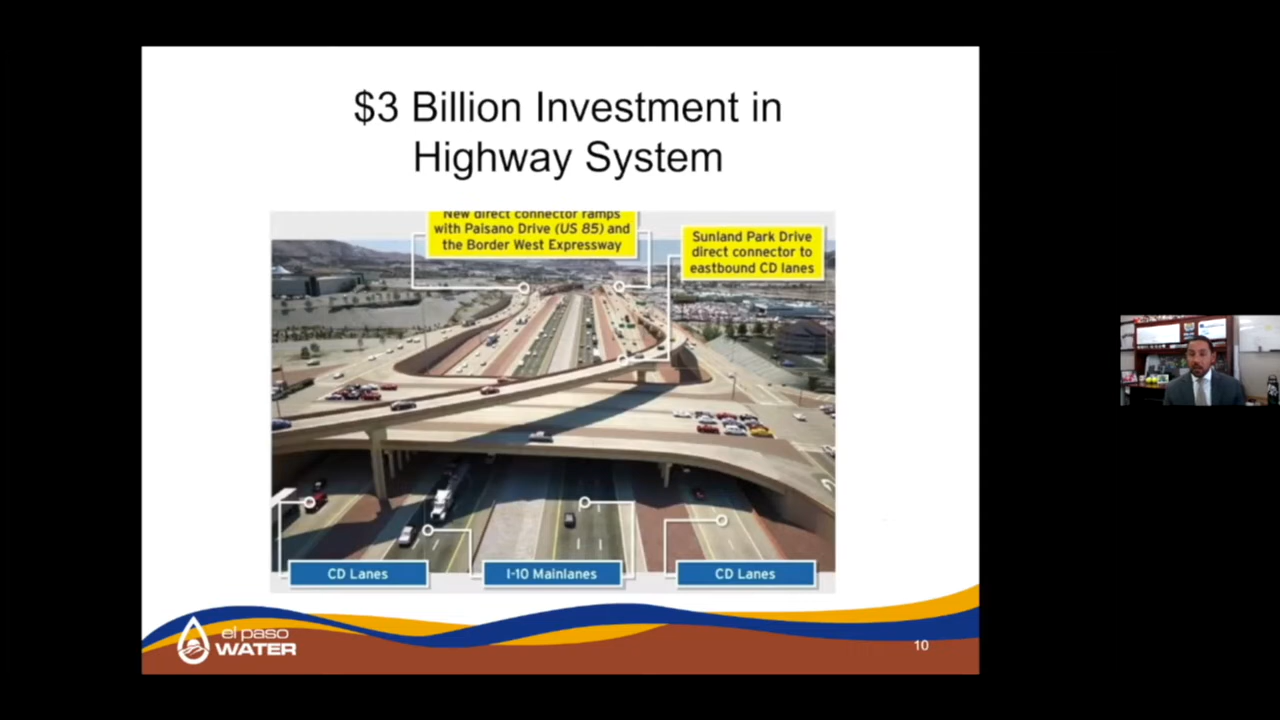 $3 Billion Investment in
Highway System
New direct connector ramps
with Paisano Drive (US 85) and
the Border West Expressway
Sunland Park Drive
direct connector to
eastbound CD lanes
CD Lanes
I-10 Mainlanes
CD Lanes
el paso
WATER
10